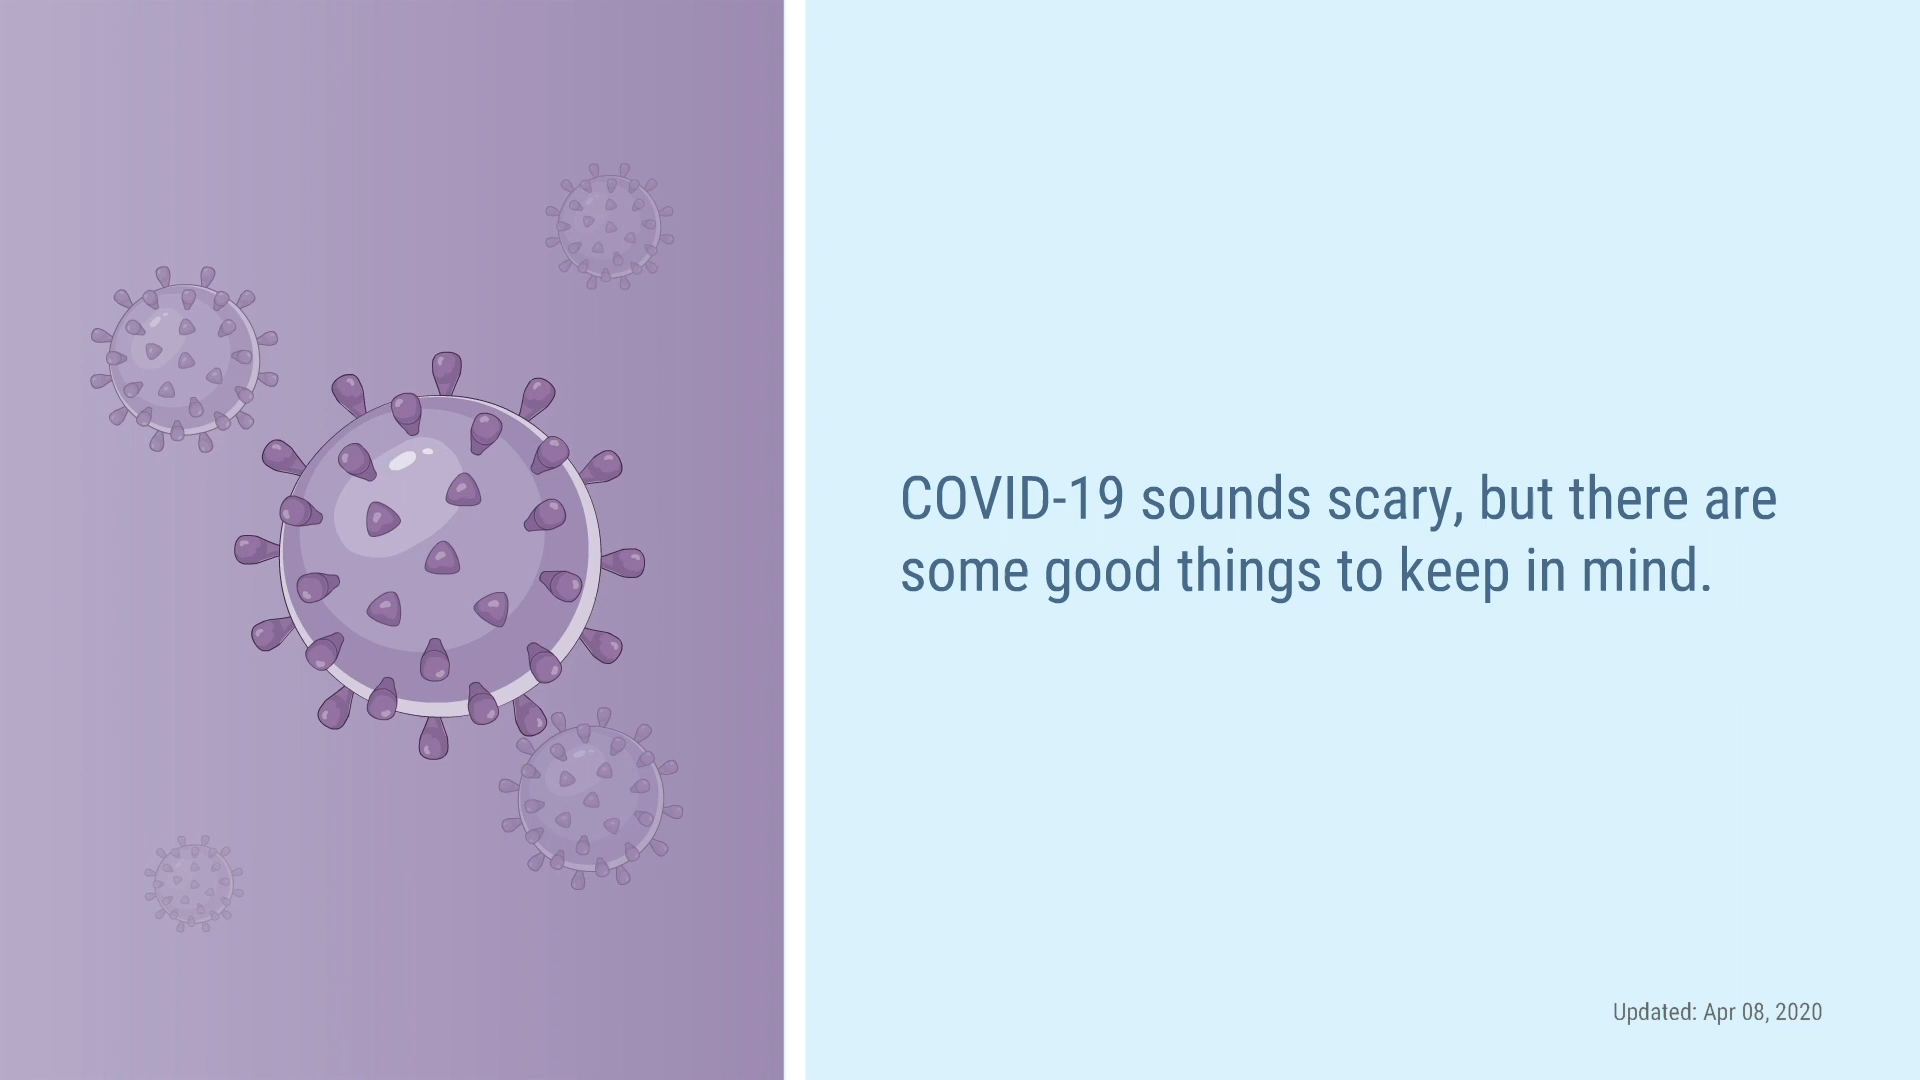 COVID-19 sounds scary, but there are
some good things to keep in mind.
Updated: Apr 08, 2020